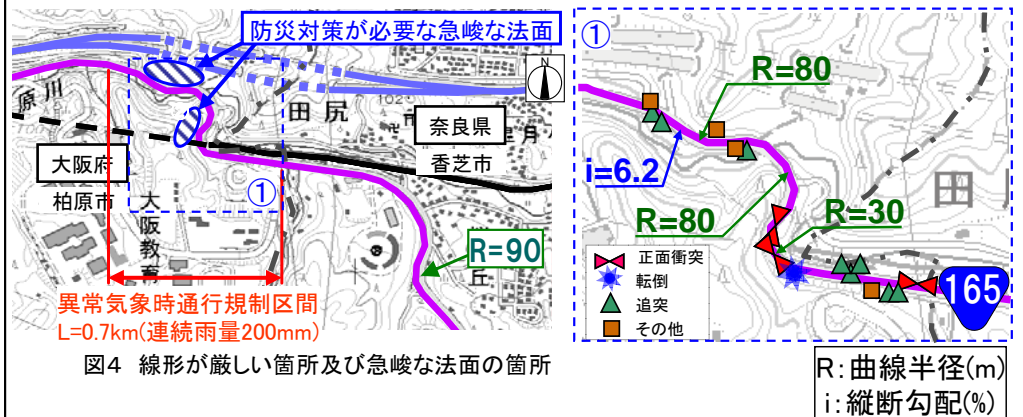 防災対策が必要な急峻な法面
N
原川
田尻
102
奈良県
香芝市
大阪府
柏原市
①
大阪教育
丘
R=90
異常気象時通行規制区間
L=0.7km(連続雨量200mm)
図4 線形が厳しい箇所及び急峻な法面の箇所
①
R=80
i=6.2
R=80
R=30
田
正面衝突
転倒
追突
その他
165
R:曲線半径(m)
i:縦断勾配(%)